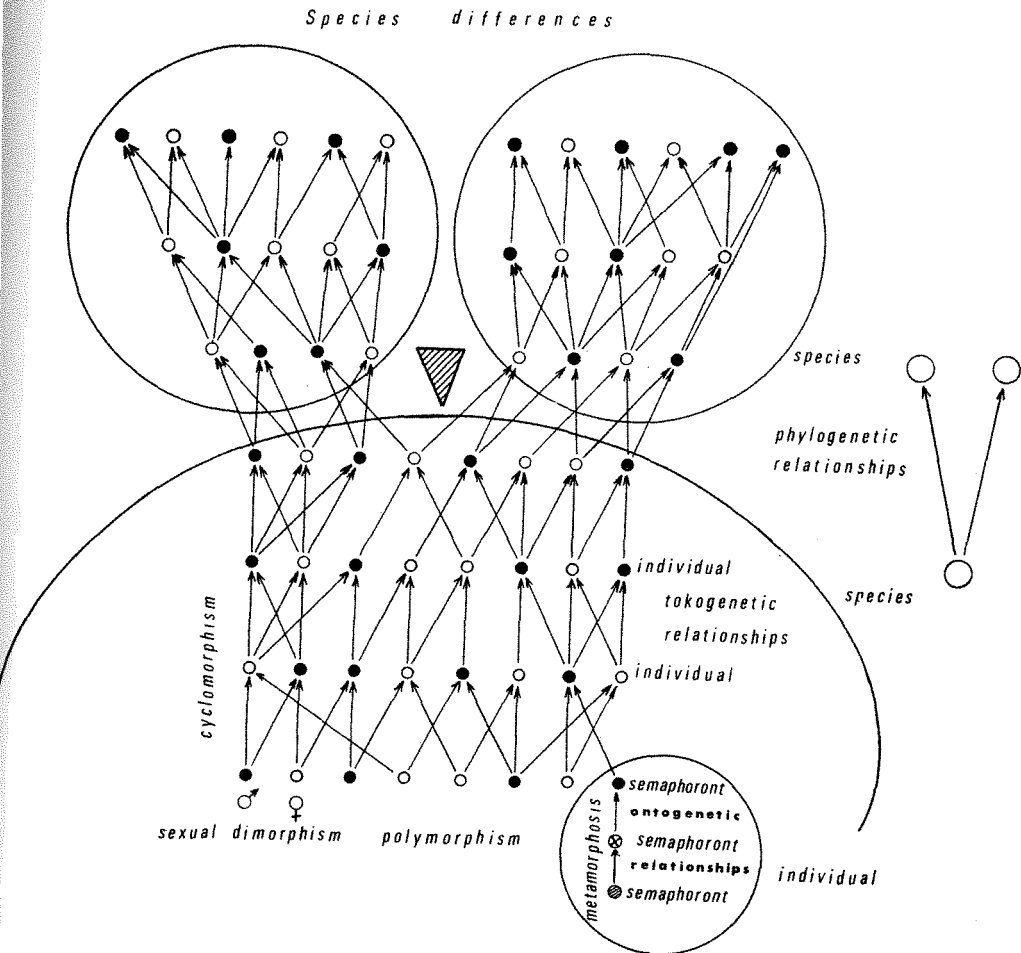 Species differences
species
phylogenetic
relationships
individual
tokogenetic
relationships
individual
species
cyclomorphism
♂
♀
sexual dimorphism
polymorphism
semaphoront
ontogenetic
semaphoront
relationships
semaphoront
metamorphosis
individual